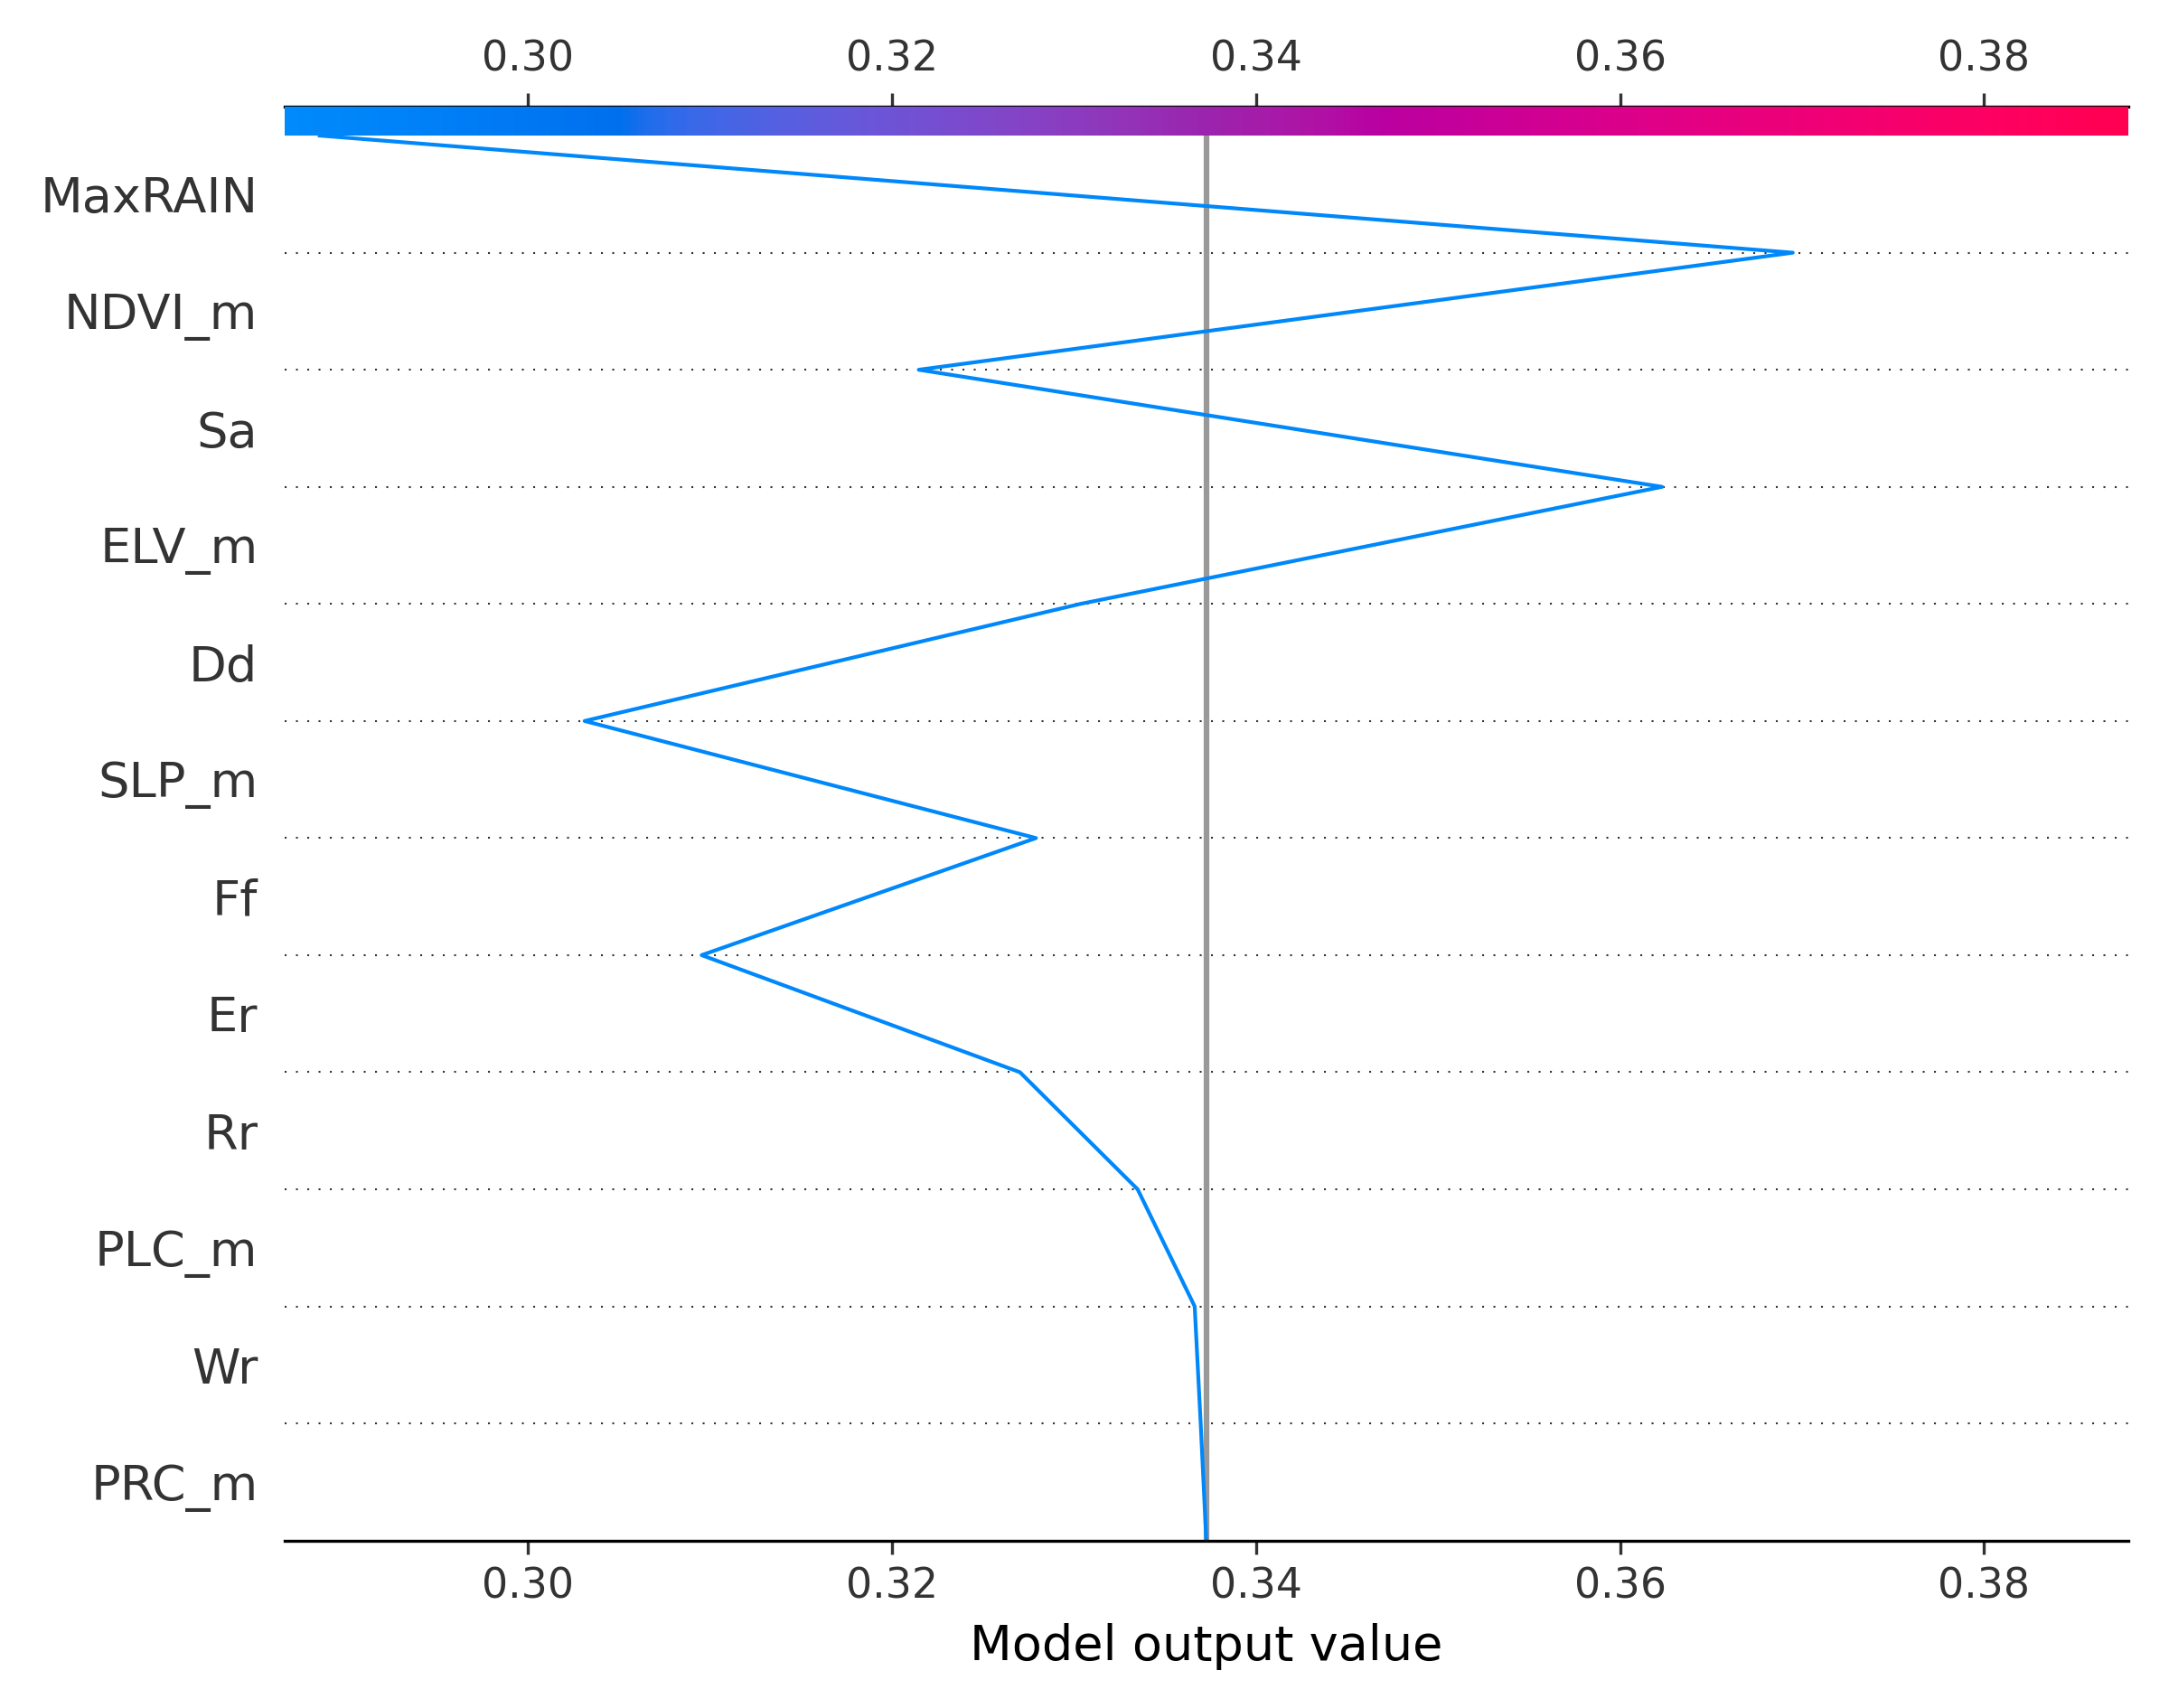 0.30 0.32 0.34 0.36 0.38
MaxRAIN
NDVI_m
Sa
ELV_m
Dd
SLP_m
Ff
Er
Rr
PLC_m
Wr
PRC_m
0.30 0.32 0.34 0.36 0.38
Model output value